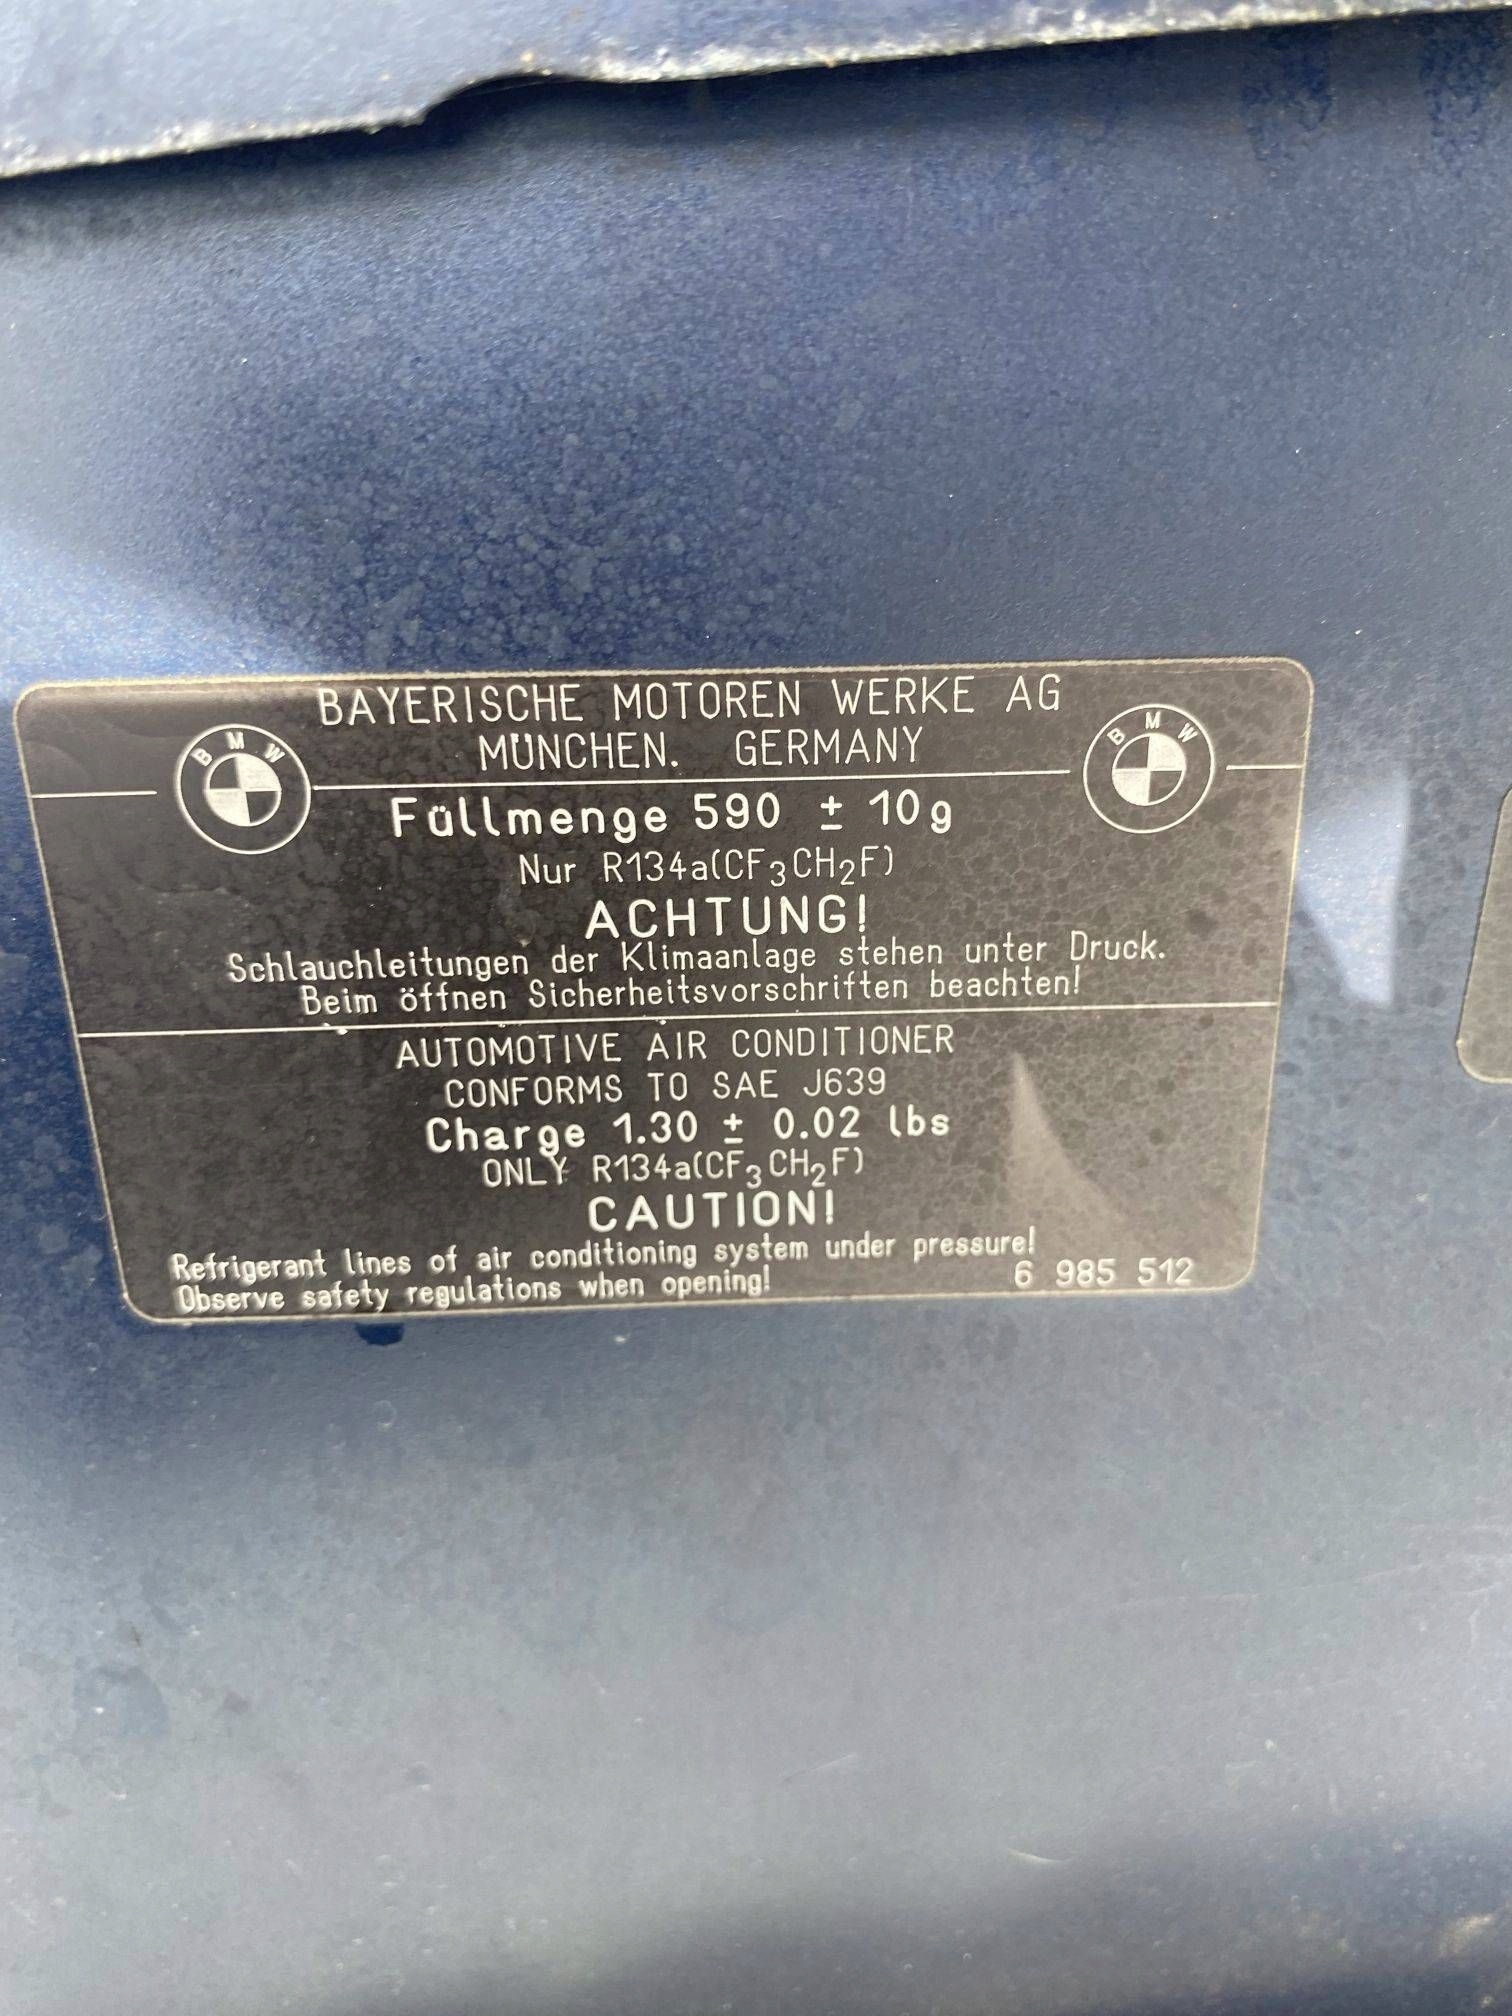 BAYERISCHE MOTOREN WERKE AG
MÜNCHEN. GERMANY
BMW
BMW
Füllmenge 590 ± 10g
Nur R134a(CF₃CH₂F)
ACHTUNG!
Schlauchleitungen der Klimaanlage stehen unter Druck.
Beim öffnen Sicherheitsvorschriften beachten!
AUTOMOTIVE AIR CONDITIONER
CONFORMS TO SAE J639
Charge 1.30 ± 0.02 lbs
ONLY R134a(CF₃CH₂F)
CAUTION!
Refrigerant lines of air conditioning system under pressure!
Observe safety regulations when opening!
6 985 512